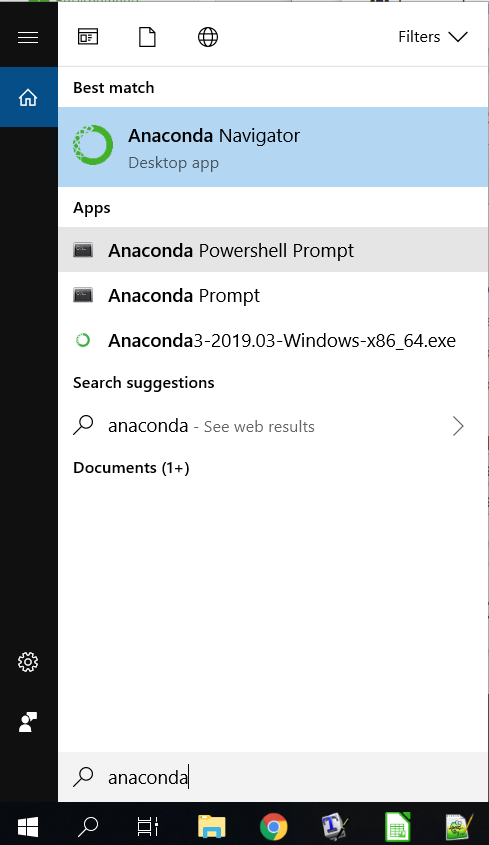 Filters
Best match
Anaconda Navigator
Desktop app
Apps
Anaconda Powershell Prompt
Anaconda Prompt
Anaconda3-2019.03-Windows-x86_64.exe
Search suggestions
anaconda - See web results
Documents (1+)
anaconda